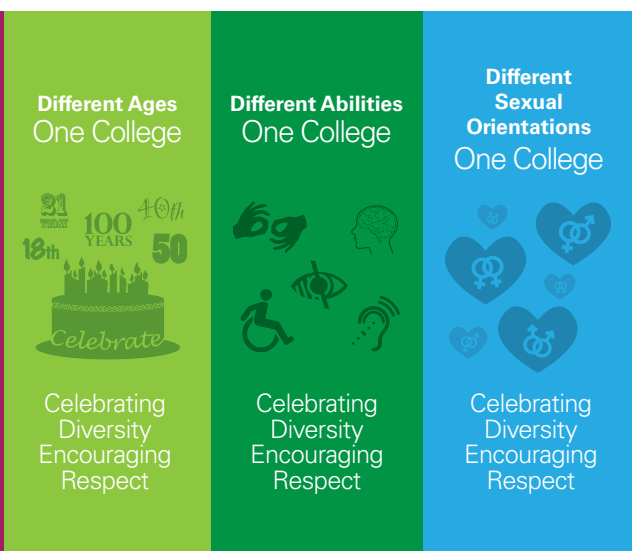 Different Ages
One College
21
TODAY
40th
100
YEARS
18th
50
Celebrate
Celebrating
Diversity
Encouraging
Respect
Different Abilities
One College
Celebrating
Diversity
Encouraging
Respect
Different
Sexual
Orientations
One College
Celebrating
Diversity
Encouraging
Respect